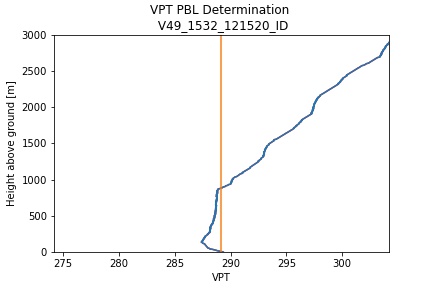 VPT PBL Determination
V49_1532_121520_ID
3000
2500
2000
1500
1000
500
0
Height above ground [m]
275 280 285 290 295 300
VPT